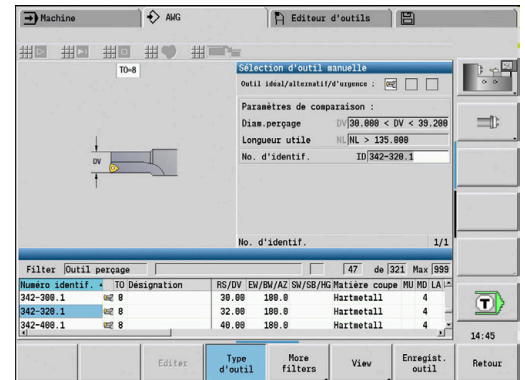 Machine
AWG
Editeur d'outils
TO=8
Sélection d'outil manuelle
Outil idéal/alternatif/d'urgence :
Paramètres de comparaison :
Diam.perçage DV 30.000 < DV < 39.200
Longueur utile NL NL > 135.000
No. d'identif. ID 342-320.1
DV
No. d'identif. 1/1
Filter Outil perçage 47 de 321 Max 999
Numéro identif. TO Désignation RS/DV EW/BW/AZ SW/SB/HG Matière coupe MU MD LA
342-300.1 8 30.00 180.0 Hartmetall 4
342-320.1 8 32.00 180.0 Hartmetall 4
342-400.1 8 40.00 180.0 Hartmetall 4
T
14:45
Editer
Type d'outil
More filters
View
Enregist. outil
Retour